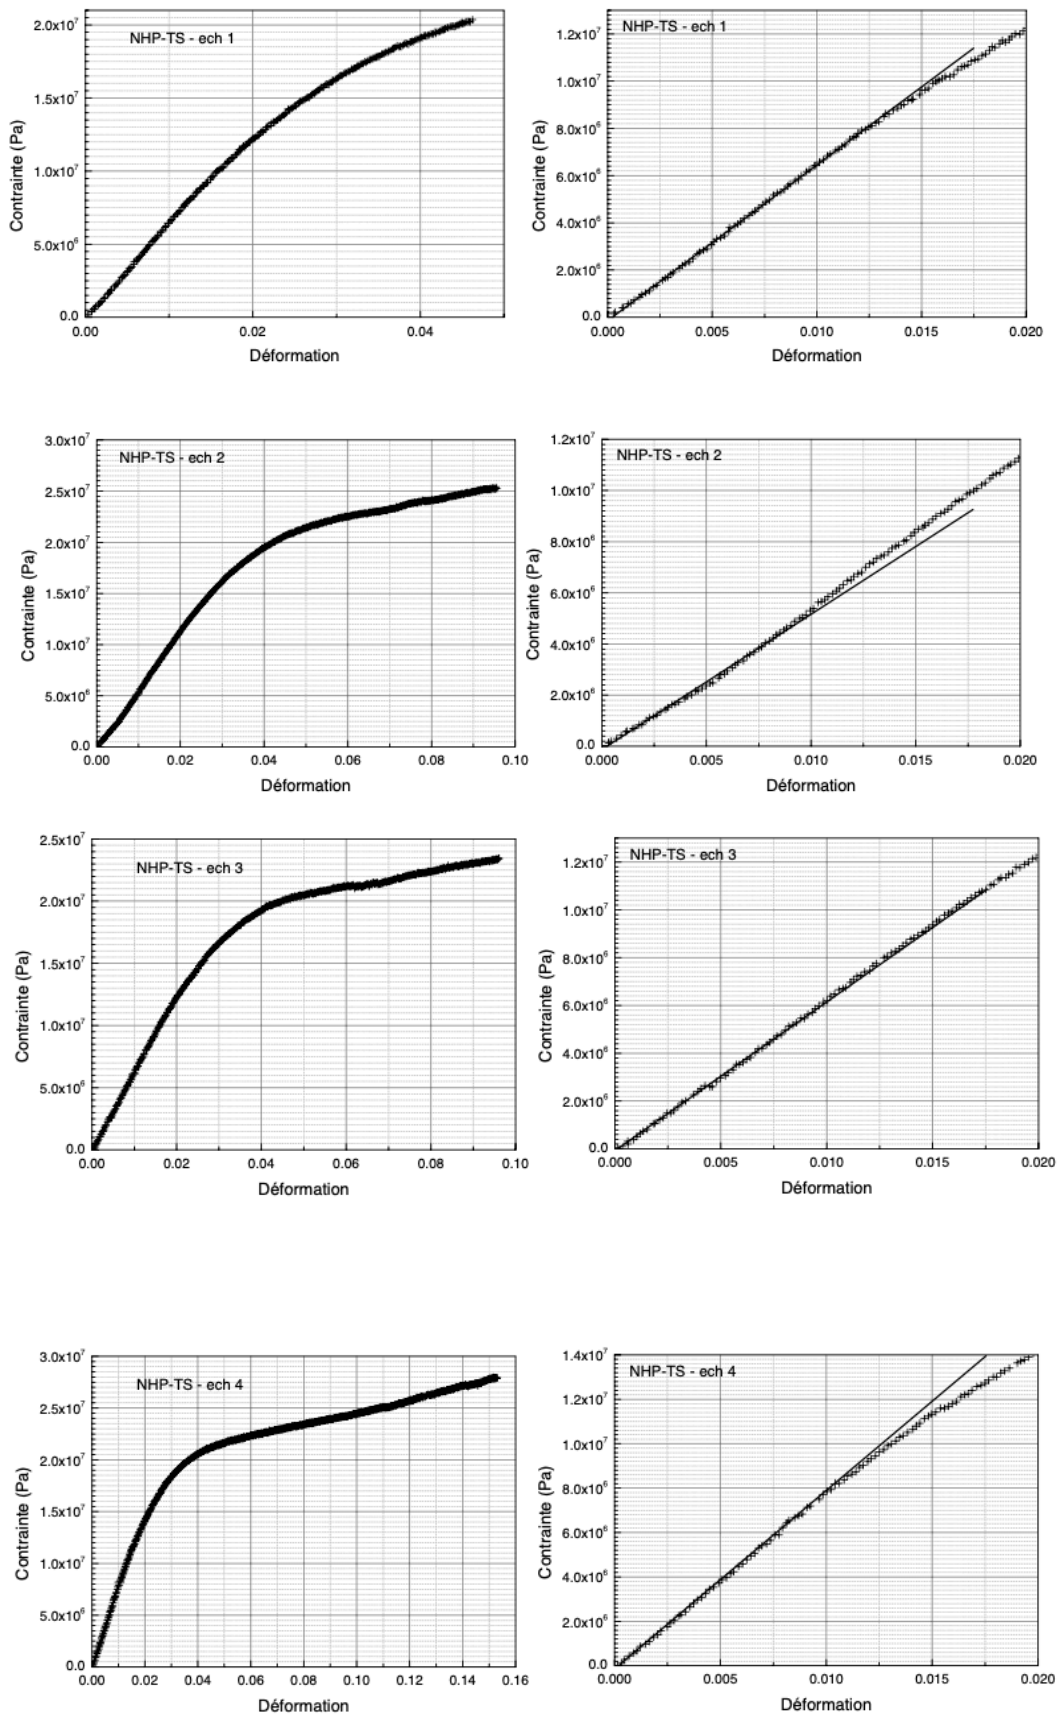 NHP-TS - ech 1
Contrainte (Pa)
2.0x10⁷
1.5x10⁷
1.0x10⁷
5.0x10⁶
0.0
0.00 0.02 0.04
Déformation
NHP-TS - ech 1
Contrainte (Pa)
1.2x10⁷
1.0x10⁷
8.0x10⁶
6.0x10⁶
4.0x10⁶
2.0x10⁶
0.0
0.000 0.005 0.010 0.015 0.020
Déformation
NHP-TS - ech 2
Contrainte (Pa)
3.0x10⁷
2.5x10⁷
2.0x10⁷
1.5x10⁷
1.0x10⁷
5.0x10⁶
0.0
0.00 0.02 0.04 0.06 0.08 0.10
Déformation
NHP-TS - ech 2
Contrainte (Pa)
1.2x10⁷
1.0x10⁷
8.0x10⁶
6.0x10⁶
4.0x10⁶
2.0x10⁶
0.0
0.000 0.005 0.010 0.015 0.020
Déformation
NHP-TS - ech 3
Contrainte (Pa)
2.5x10⁷
2.0x10⁷
1.5x10⁷
1.0x10⁷
5.0x10⁶
0.0
0.00 0.02 0.04 0.06 0.08 0.10
Déformation
NHP-TS - ech 3
Contrainte (Pa)
1.2x10⁷
1.0x10⁷
8.0x10⁶
6.0x10⁶
4.0x10⁶
2.0x10⁶
0.0
0.000 0.005 0.010 0.015 0.020
Déformation
NHP-TS - ech 4
Contrainte (Pa)
3.0x10⁷
2.5x10⁷
2.0x10⁷
1.5x10⁷
1.0x10⁷
5.0x10⁶
0.0
0.00 0.02 0.04 0.06 0.08 0.10 0.12 0.14 0.16
Déformation
NHP-TS - ech 4
Contrainte (Pa)
1.4x10⁷
1.2x10⁷
1.0x10⁷
8.0x10⁶
6.0x10⁶
4.0x10⁶
2.0x10⁶
0.0
0.000 0.005 0.010 0.015 0.020
Déformation